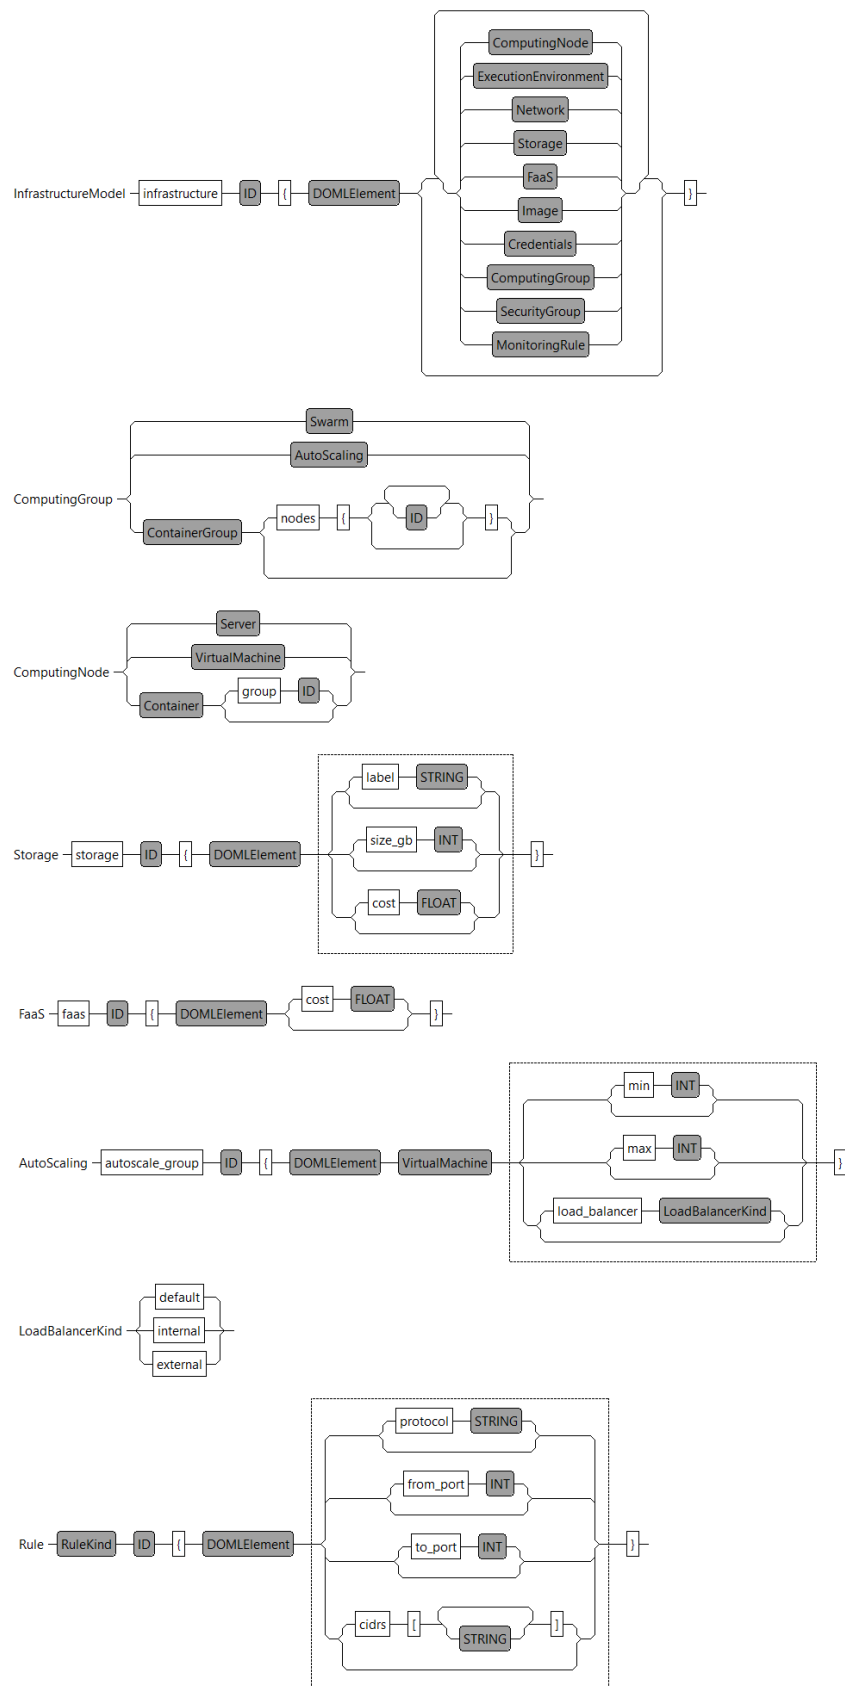 ComputingNode
ExecutionEnvironment
Network
Storage
FaaS
InfrastructureModel infrastructure ID { DOMLElement }
Image
Credentials
ComputingGroup
SecurityGroup
MonitoringRule
Swarm
AutoScaling
ComputingGroup
nodes { ID }
ContainerGroup
Server
VirtualMachine
ComputingNode
group ID
Container
label STRING
size_gb INT
Storage storage ID { DOMLElement }
cost FLOAT
cost FLOAT
FaaS faas ID { DOMLElement }
min INT
max INT
AutoScaling autoscale_group ID { DOMLElement VirtualMachine }
load_balancer LoadBalancerKind
default
LoadBalancerKind internal
external
protocol STRING
from_port INT
Rule RuleKind ID { DOMLElement }
to_port INT
cidrs [ STRING ]